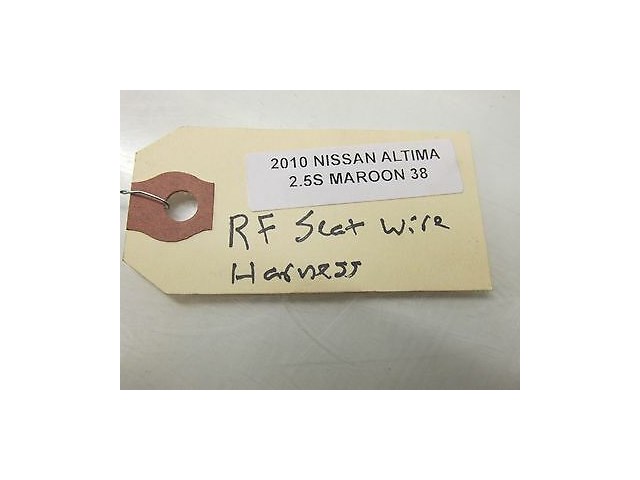 2010 NISSAN ALTIMA
2.5S MAROON 38
RF Seat Wire
Harness